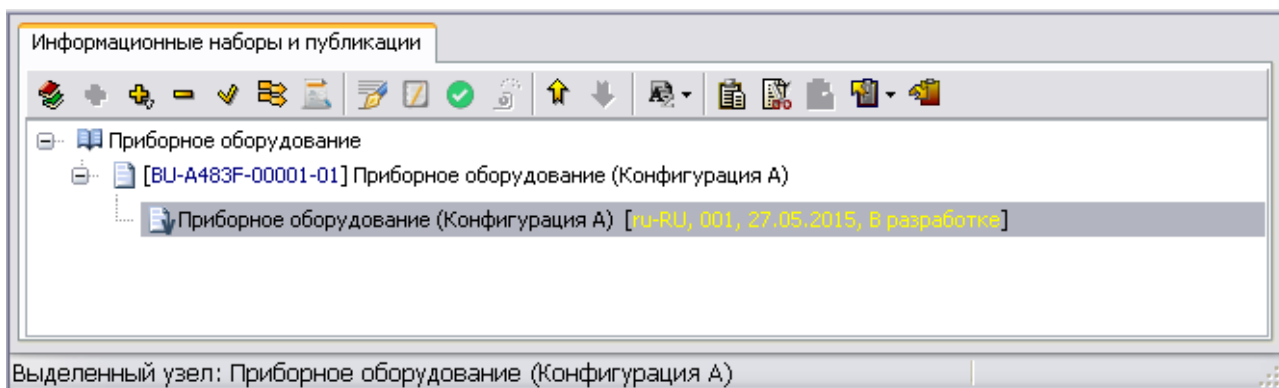 Информационные наборы и публикации
Приборное оборудование
[BU-A483F-00001-01] Приборное оборудование (Конфигурация А)
Приборное оборудование (Конфигурация А) [ru-RU, 001, 27.05.2015, В разработке]
Выделенный узел: Приборное оборудование (Конфигурация А)